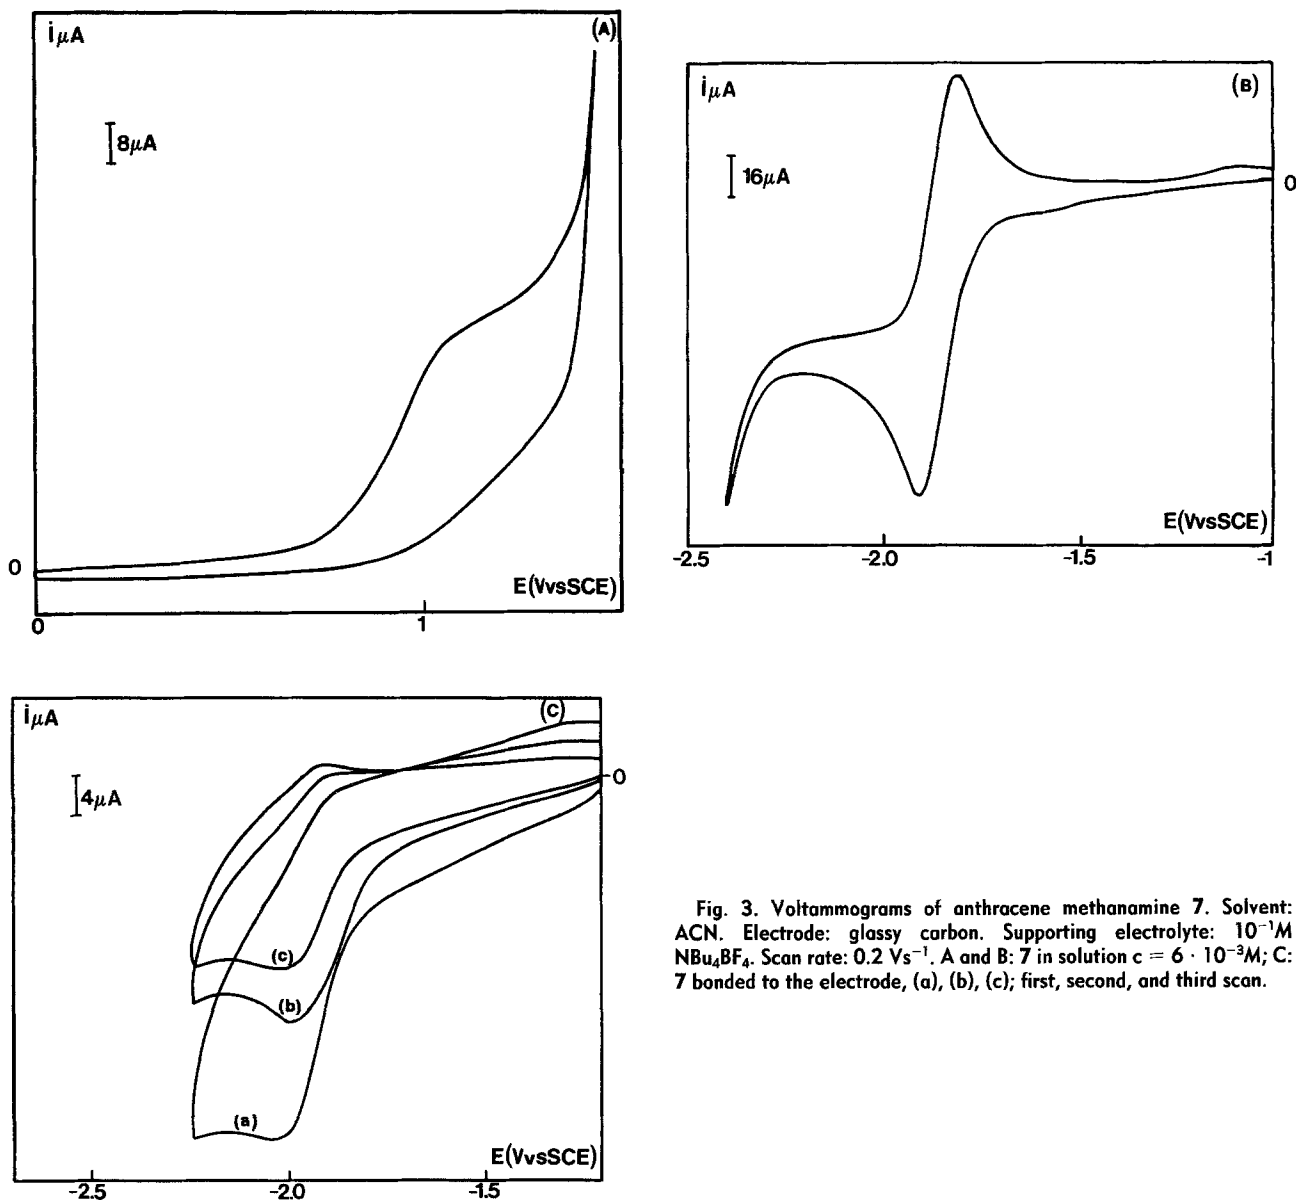 iμA
(A)
8μA
0
E(VvsSCE)
0
1
iμA
(B)
16μA
0
E(VvsSCE)
-2.5
-2.0
-1.5
-1
iμA
(C)
4μA
0
(c)
(b)
(a)
E(VvsSCE)
-2.5
-2.0
-1.5
Fig. 3. Voltammograms of anthracene methanamine 7. Solvent:
ACN. Electrode: glassy carbon. Supporting electrolyte: 10⁻¹M
NBu₄BF₄. Scan rate: 0.2 Vs⁻¹. A and B: 7 in solution c = 6 · 10⁻³M; C:
7 bonded to the electrode, (a), (b), (c); first, second, and third scan.